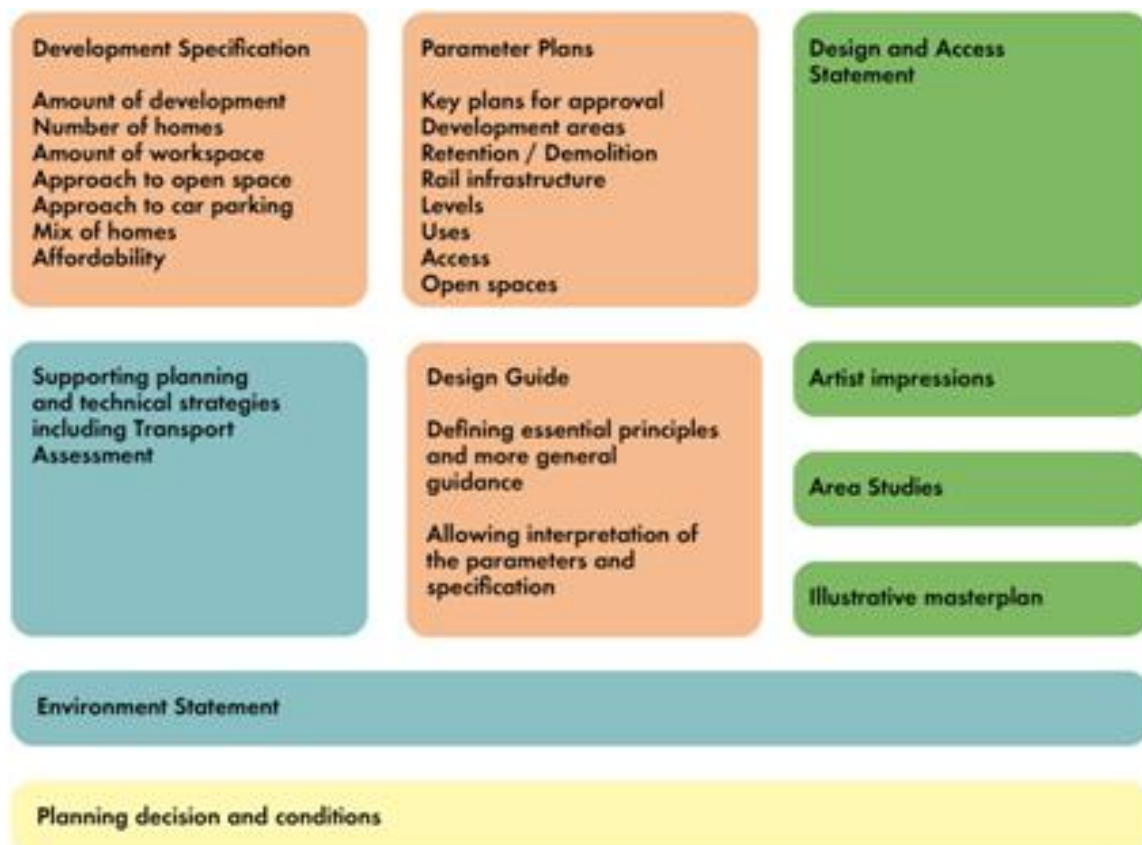 Development Specification
Amount of development
Number of homes
Amount of workspace
Approach to open space
Approach to car parking
Mix of homes
Affordability
Parameter Plans
Key plans for approval
Development areas
Retention / Demolition
Rail infrastructure
Levels
Uses
Access
Open spaces
Design and Access
Statement
Supporting planning
and technical strategies
including Transport
Assessment
Design Guide
Defining essential principles
and more general
guidance
Allowing interpretation of
the parameters and
specification
Artist impressions
Area Studies
Illustrative masterplan
Environment Statement
Planning decision and conditions